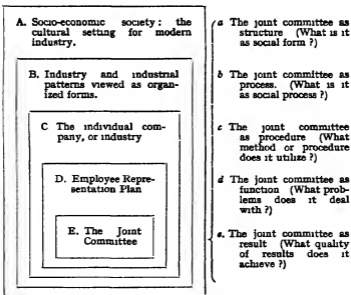 A. Socio-economic society : the
cultural setting for modern
industry.
B. Industry and industrial
patterns viewed as organ-
ized forms.
C The individual com-
pany, or industry
D. Employee Repre-
sentation Plan
E. The Joint
Committee
a The joint committee as
structure (What is it
as social form ?)
b The joint committee as
process. (What is it
as social process ?)
c The joint committee
as procedure (What
method or procedure
does it utilize ?)
d The joint committee as
function (What prob-
lems does it deal
with ?)
e. The joint committee as
result (What quality
of results does it
achieve ?)